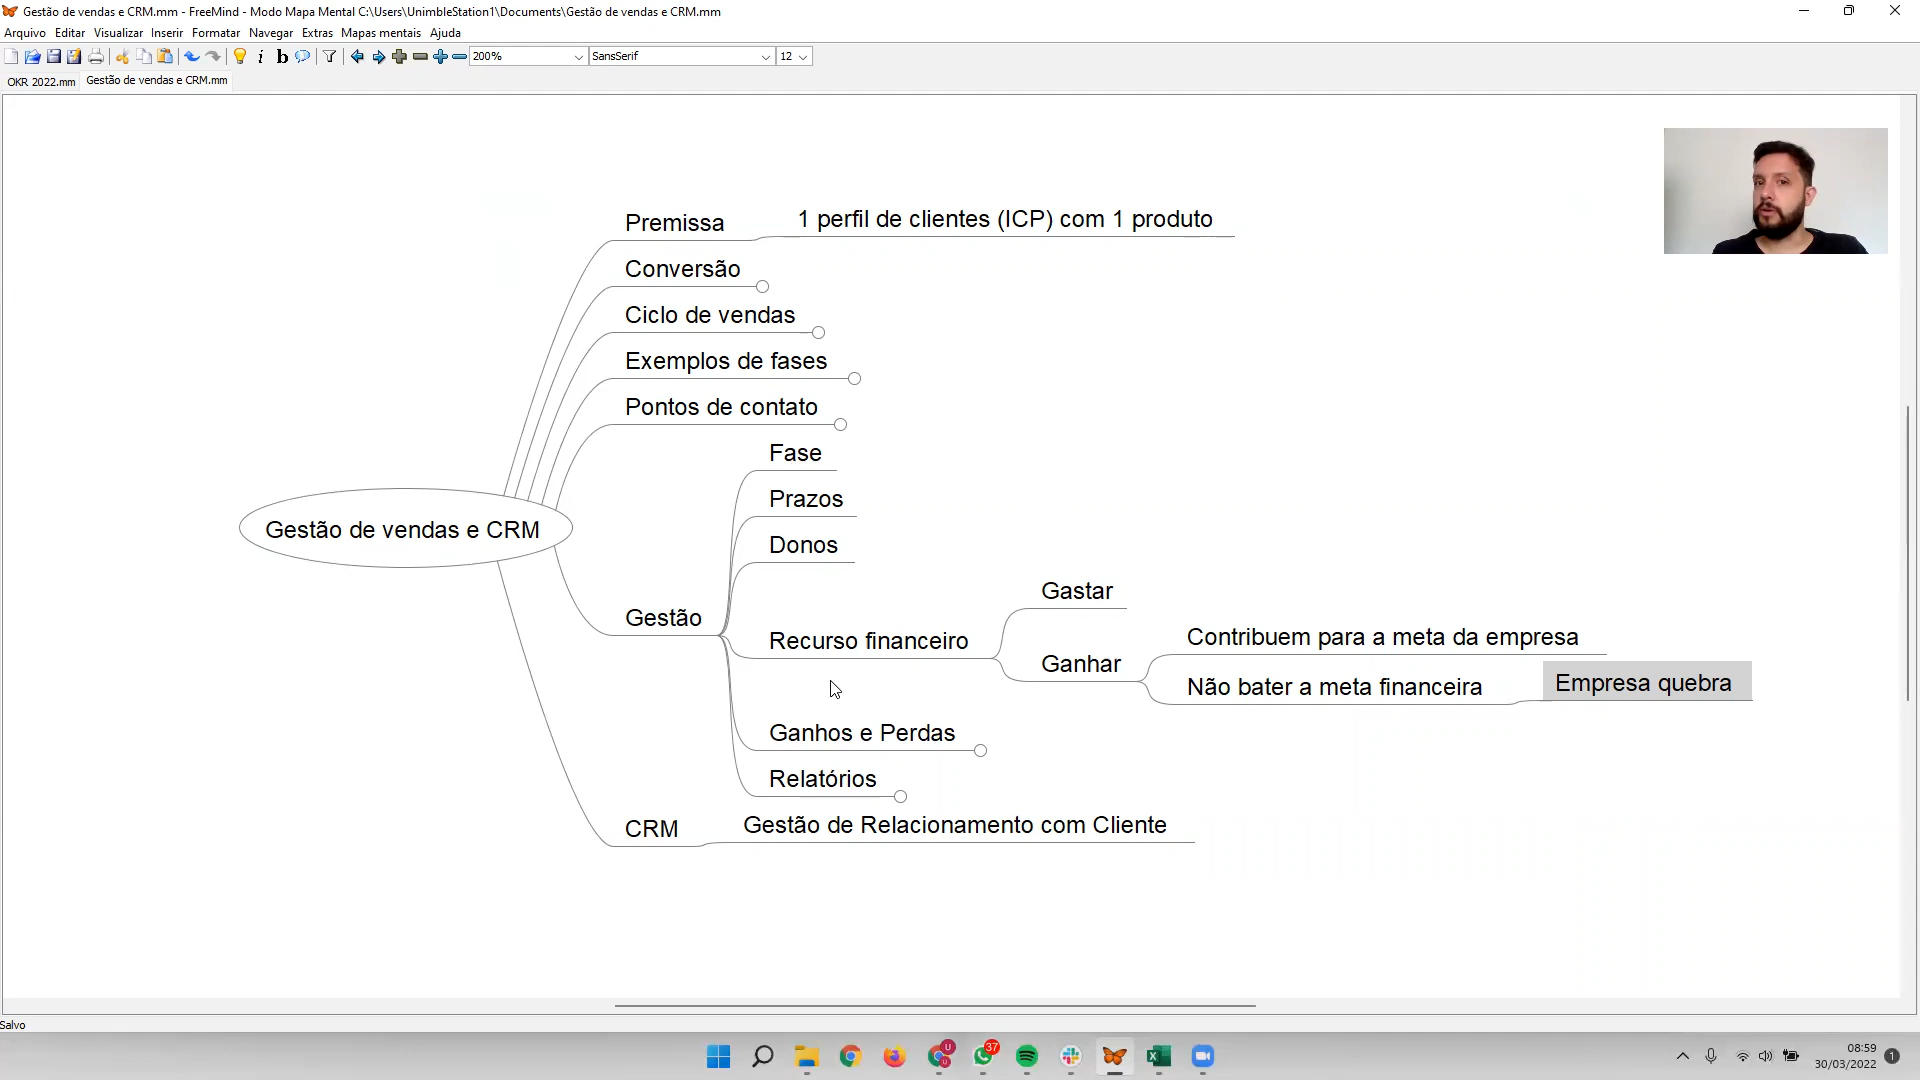 Gestão de vendas e CRM.mm - FreeMind - Modo Mapa Mental C:\Users\UnimbleStation1\Documents\Gestão de vendas e CRM.mm
Arquivo Editar Visualizar Inserir Formatar Navegar Extras Mapas mentais Ajuda
200% SansSerif 12
OKR 2022.mm Gestão de vendas e CRM.mm
Premissa
1 perfil de clientes (ICP) com 1 produto
Conversão
Ciclo de vendas
Exemplos de fases
Pontos de contato
Gestão de vendas e CRM
Gestão
Fase
Prazos
Donos
Recurso financeiro
Gastar
Ganhar
Contribuem para a meta da empresa
Não bater a meta financeira
Empresa quebra
Ganhos e Perdas
Relatórios
CRM
Gestão de Relacionamento com Cliente
Salvo
U
37
08:59
30/03/2022
1